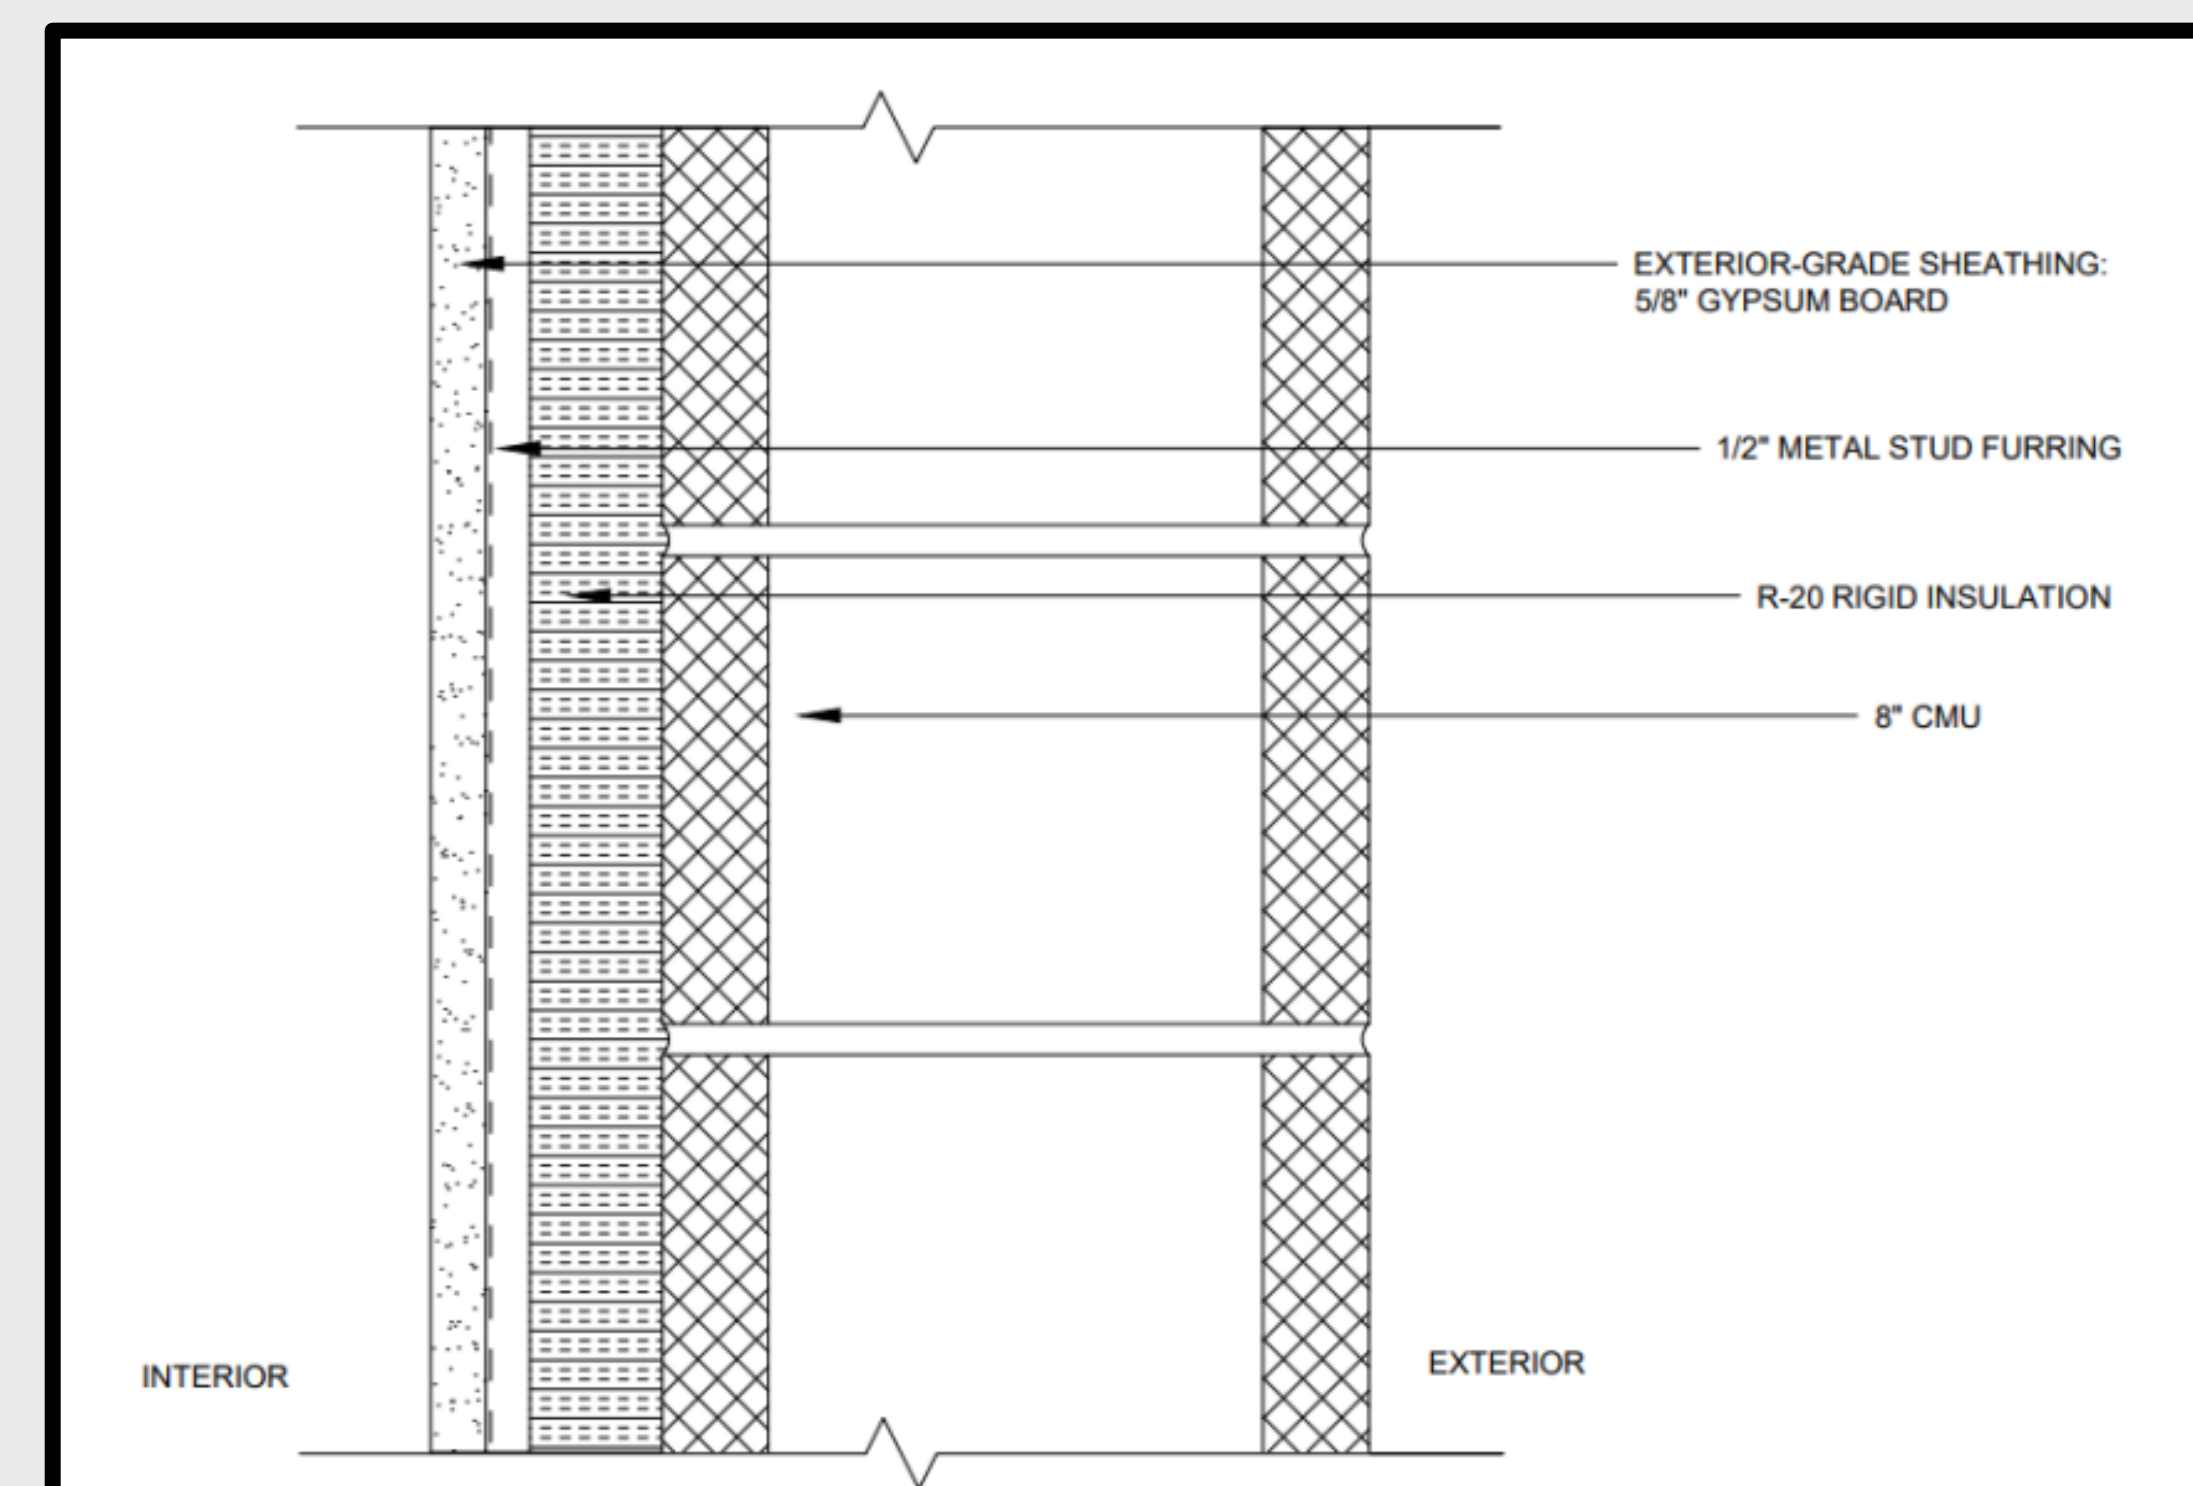 EXTERIOR-GRADE SHEATHING:
5/8" GYPSUM BOARD
1/2" METAL STUD FURRING
R-20 RIGID INSULATION
8" CMU
INTERIOR
EXTERIOR